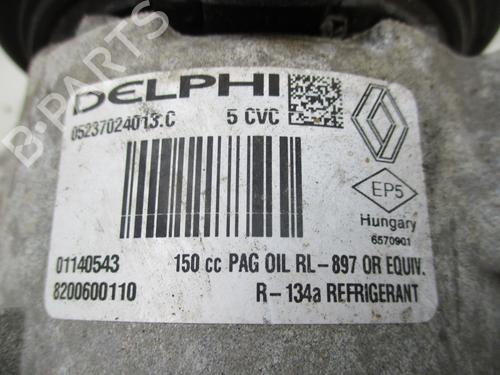 B-PARTS
DELPHI
05237024013.C 5 CVC
EP5
Hungary
6570901
01140543 150 cc PAG OIL RL-897 OR EQUIV.
8200600110 R-134a REFRIGERANT